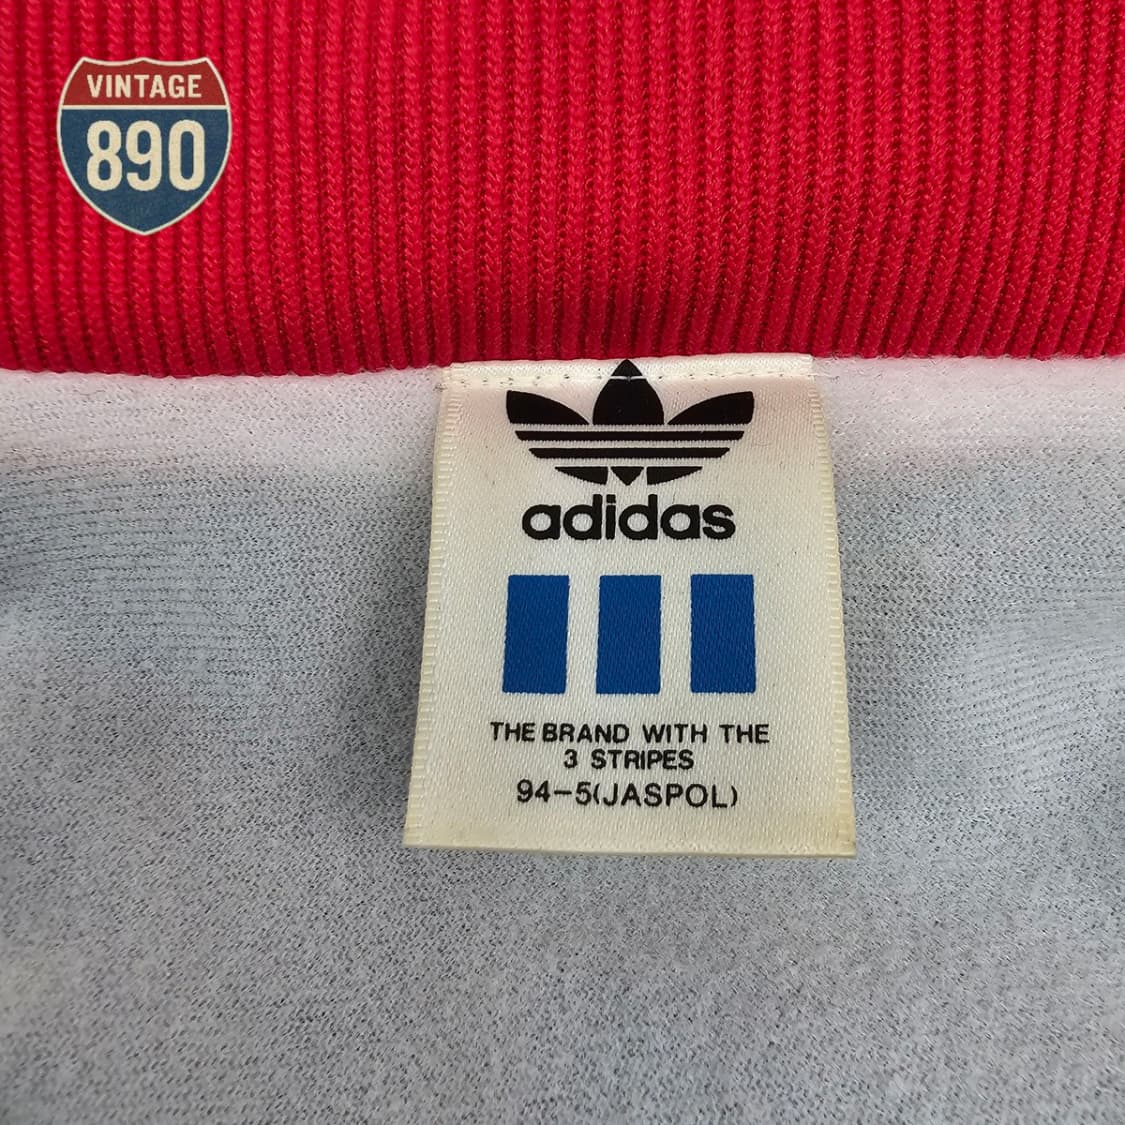 VINTAGE
890
adidas
THE BRAND WITH THE
3 STRIPES
94-5(JASPOL)